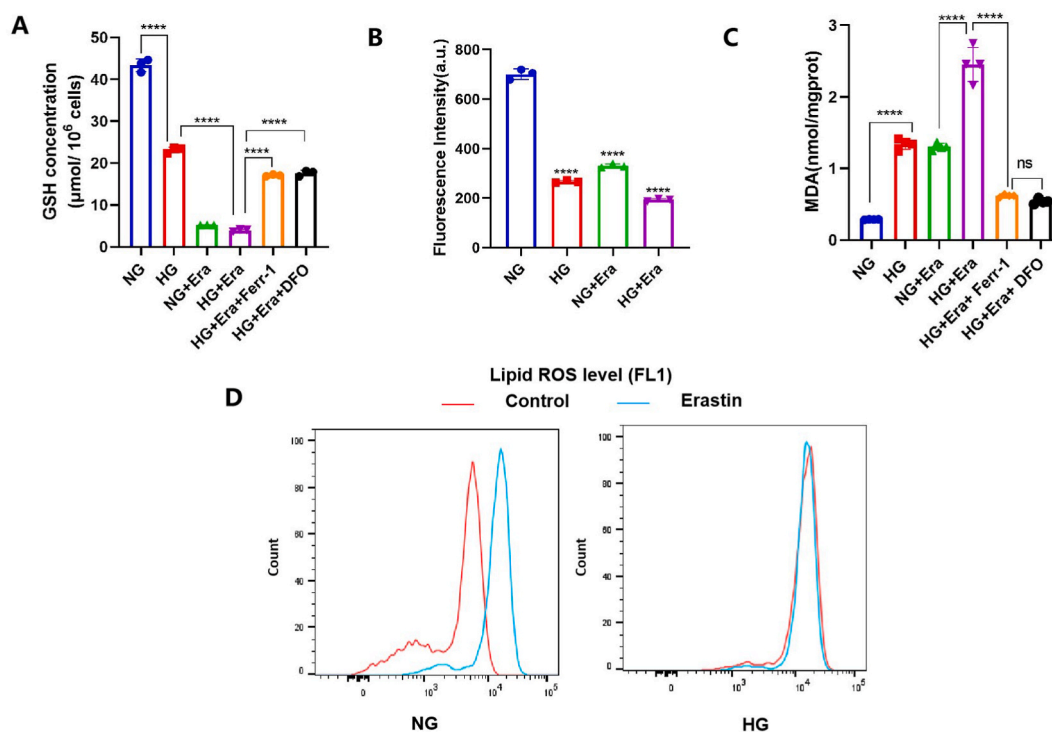 A
GSH concentration
(μmol/ 10⁶ cells)
50
40
30
20
10
0
****
****
****
****
NG
HG
NG+Era
HG+Era
HG+Era+Ferr-1
HG+Era+DFO
B
Fluorescence Intensity(a.u.)
800
600
400
200
0
****
****
****
NG
HG
NG+Era
HG+Era
C
MDA(nmol/mgprot)
3
2
1
0
****
****
****
ns
NG
HG
NG+Era
HG+Era
HG+Era+ Ferr-1
HG+Era+ DFO
D
Lipid ROS level (FL1)
Control
Erastin
Count
100
80
60
40
20
0
0
10³
10⁴
10⁵
NG
Count
100
80
60
40
20
0
0
10³
10⁴
10⁵
HG